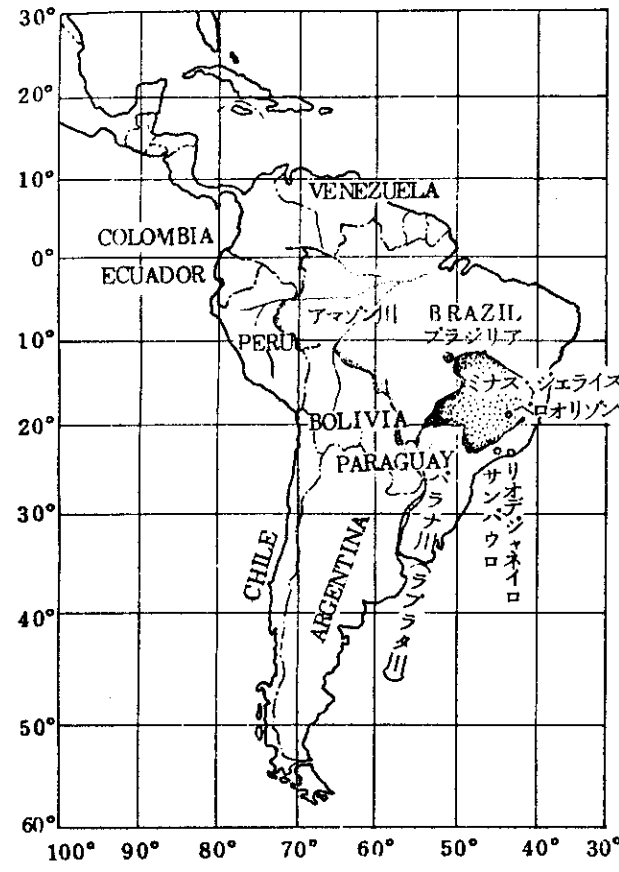 30°
20°
10°
0°
10°
20°
30°
40°
50°
60°
100° 90° 80° 70° 60° 50° 40° 30°
VENEZUELA
COLOMBIA
ECUADOR
アマゾン川
BRAZIL
ブラジリア
PERU
ミナス・ジェライス
ベロオリゾンテ
BOLIVIA
PARAGUAY
パラナ川
サンパウロ
リオデジャネイロ
CHILE
ARGENTINA
ラプラタ川